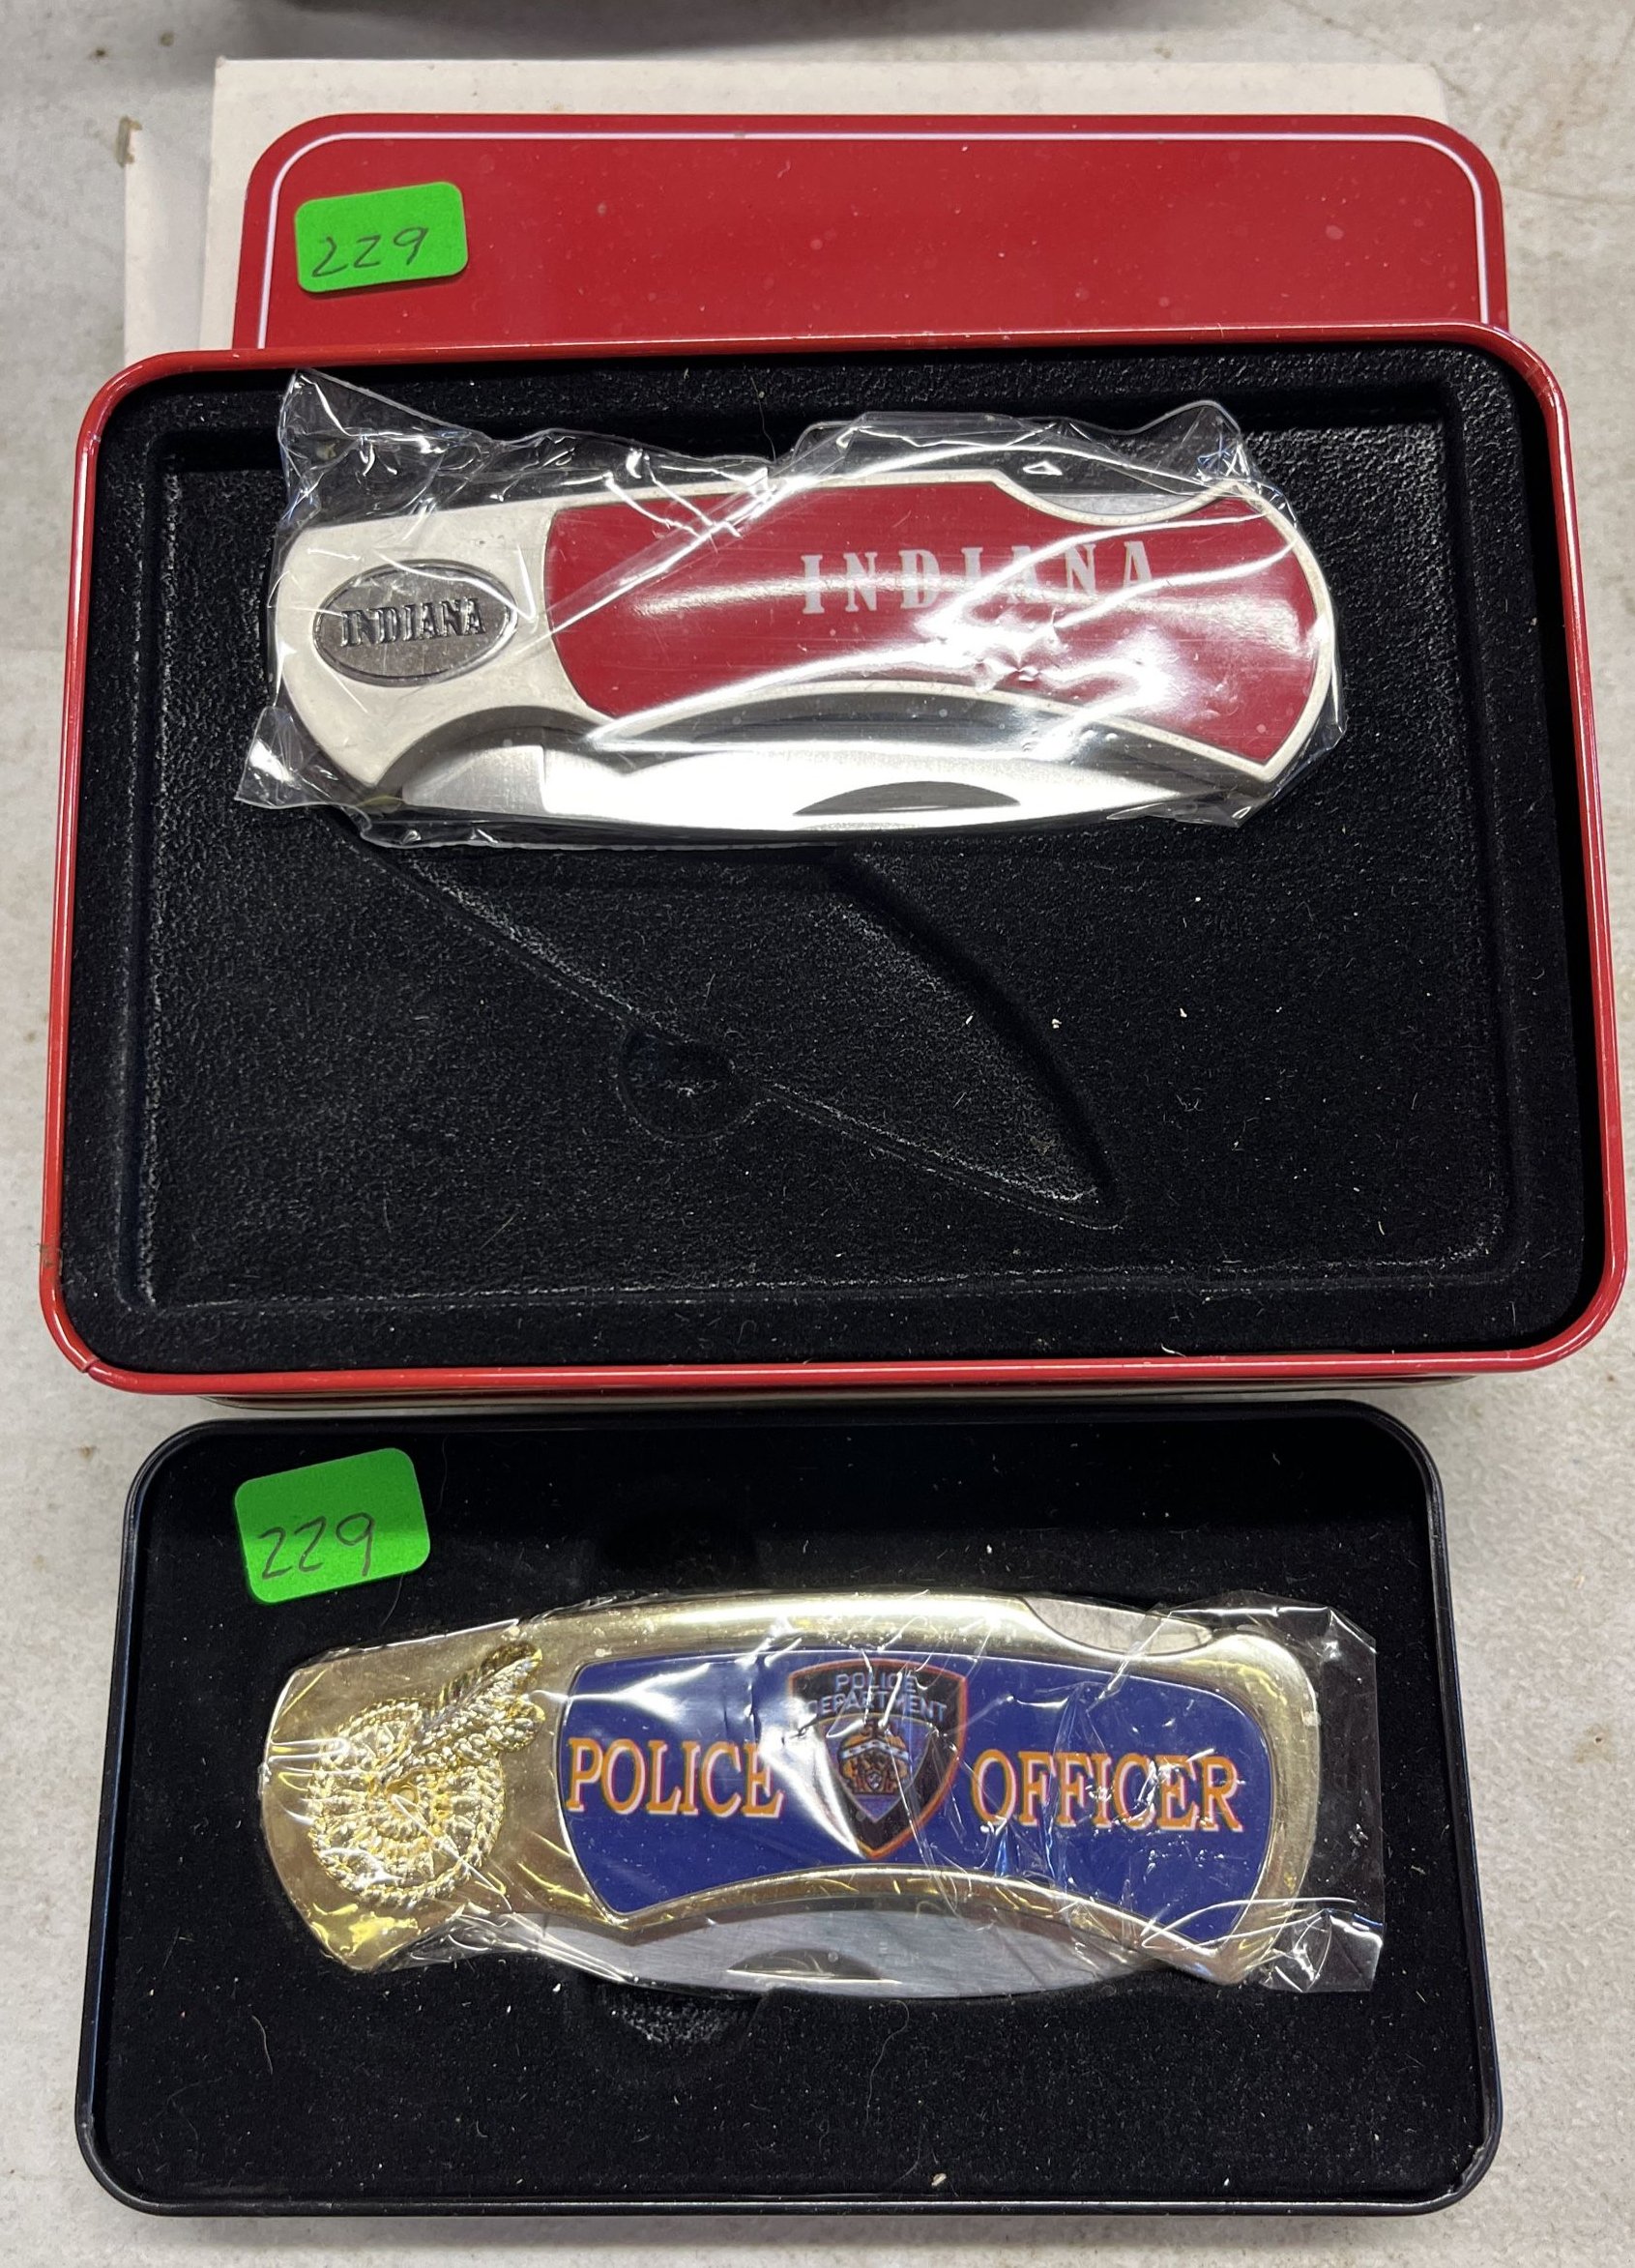 229
INDIANA
INDIANA
229
POLICE
DEPARTMENT
POLICE OFFICER